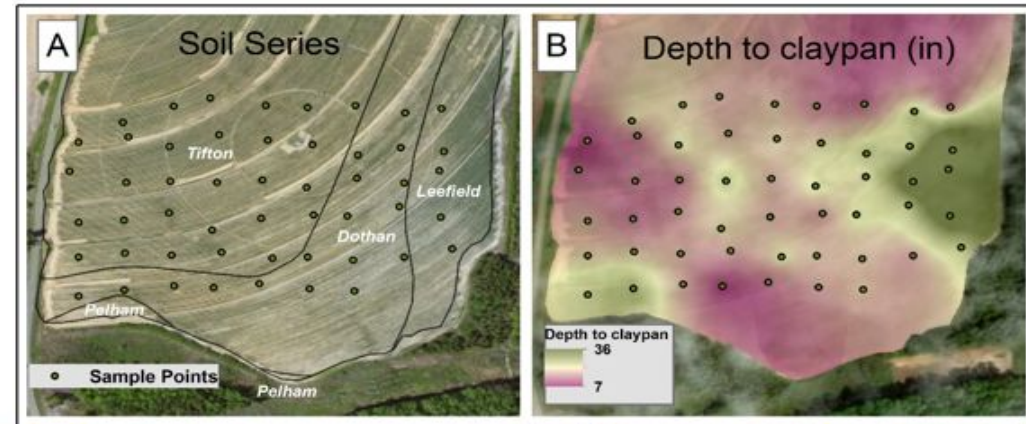 A
Soil Series
Tifton
Leefield
Dothan
Pelham
Sample Points
Pelham
B
Depth to claypan (in)
Depth to claypan
36
7